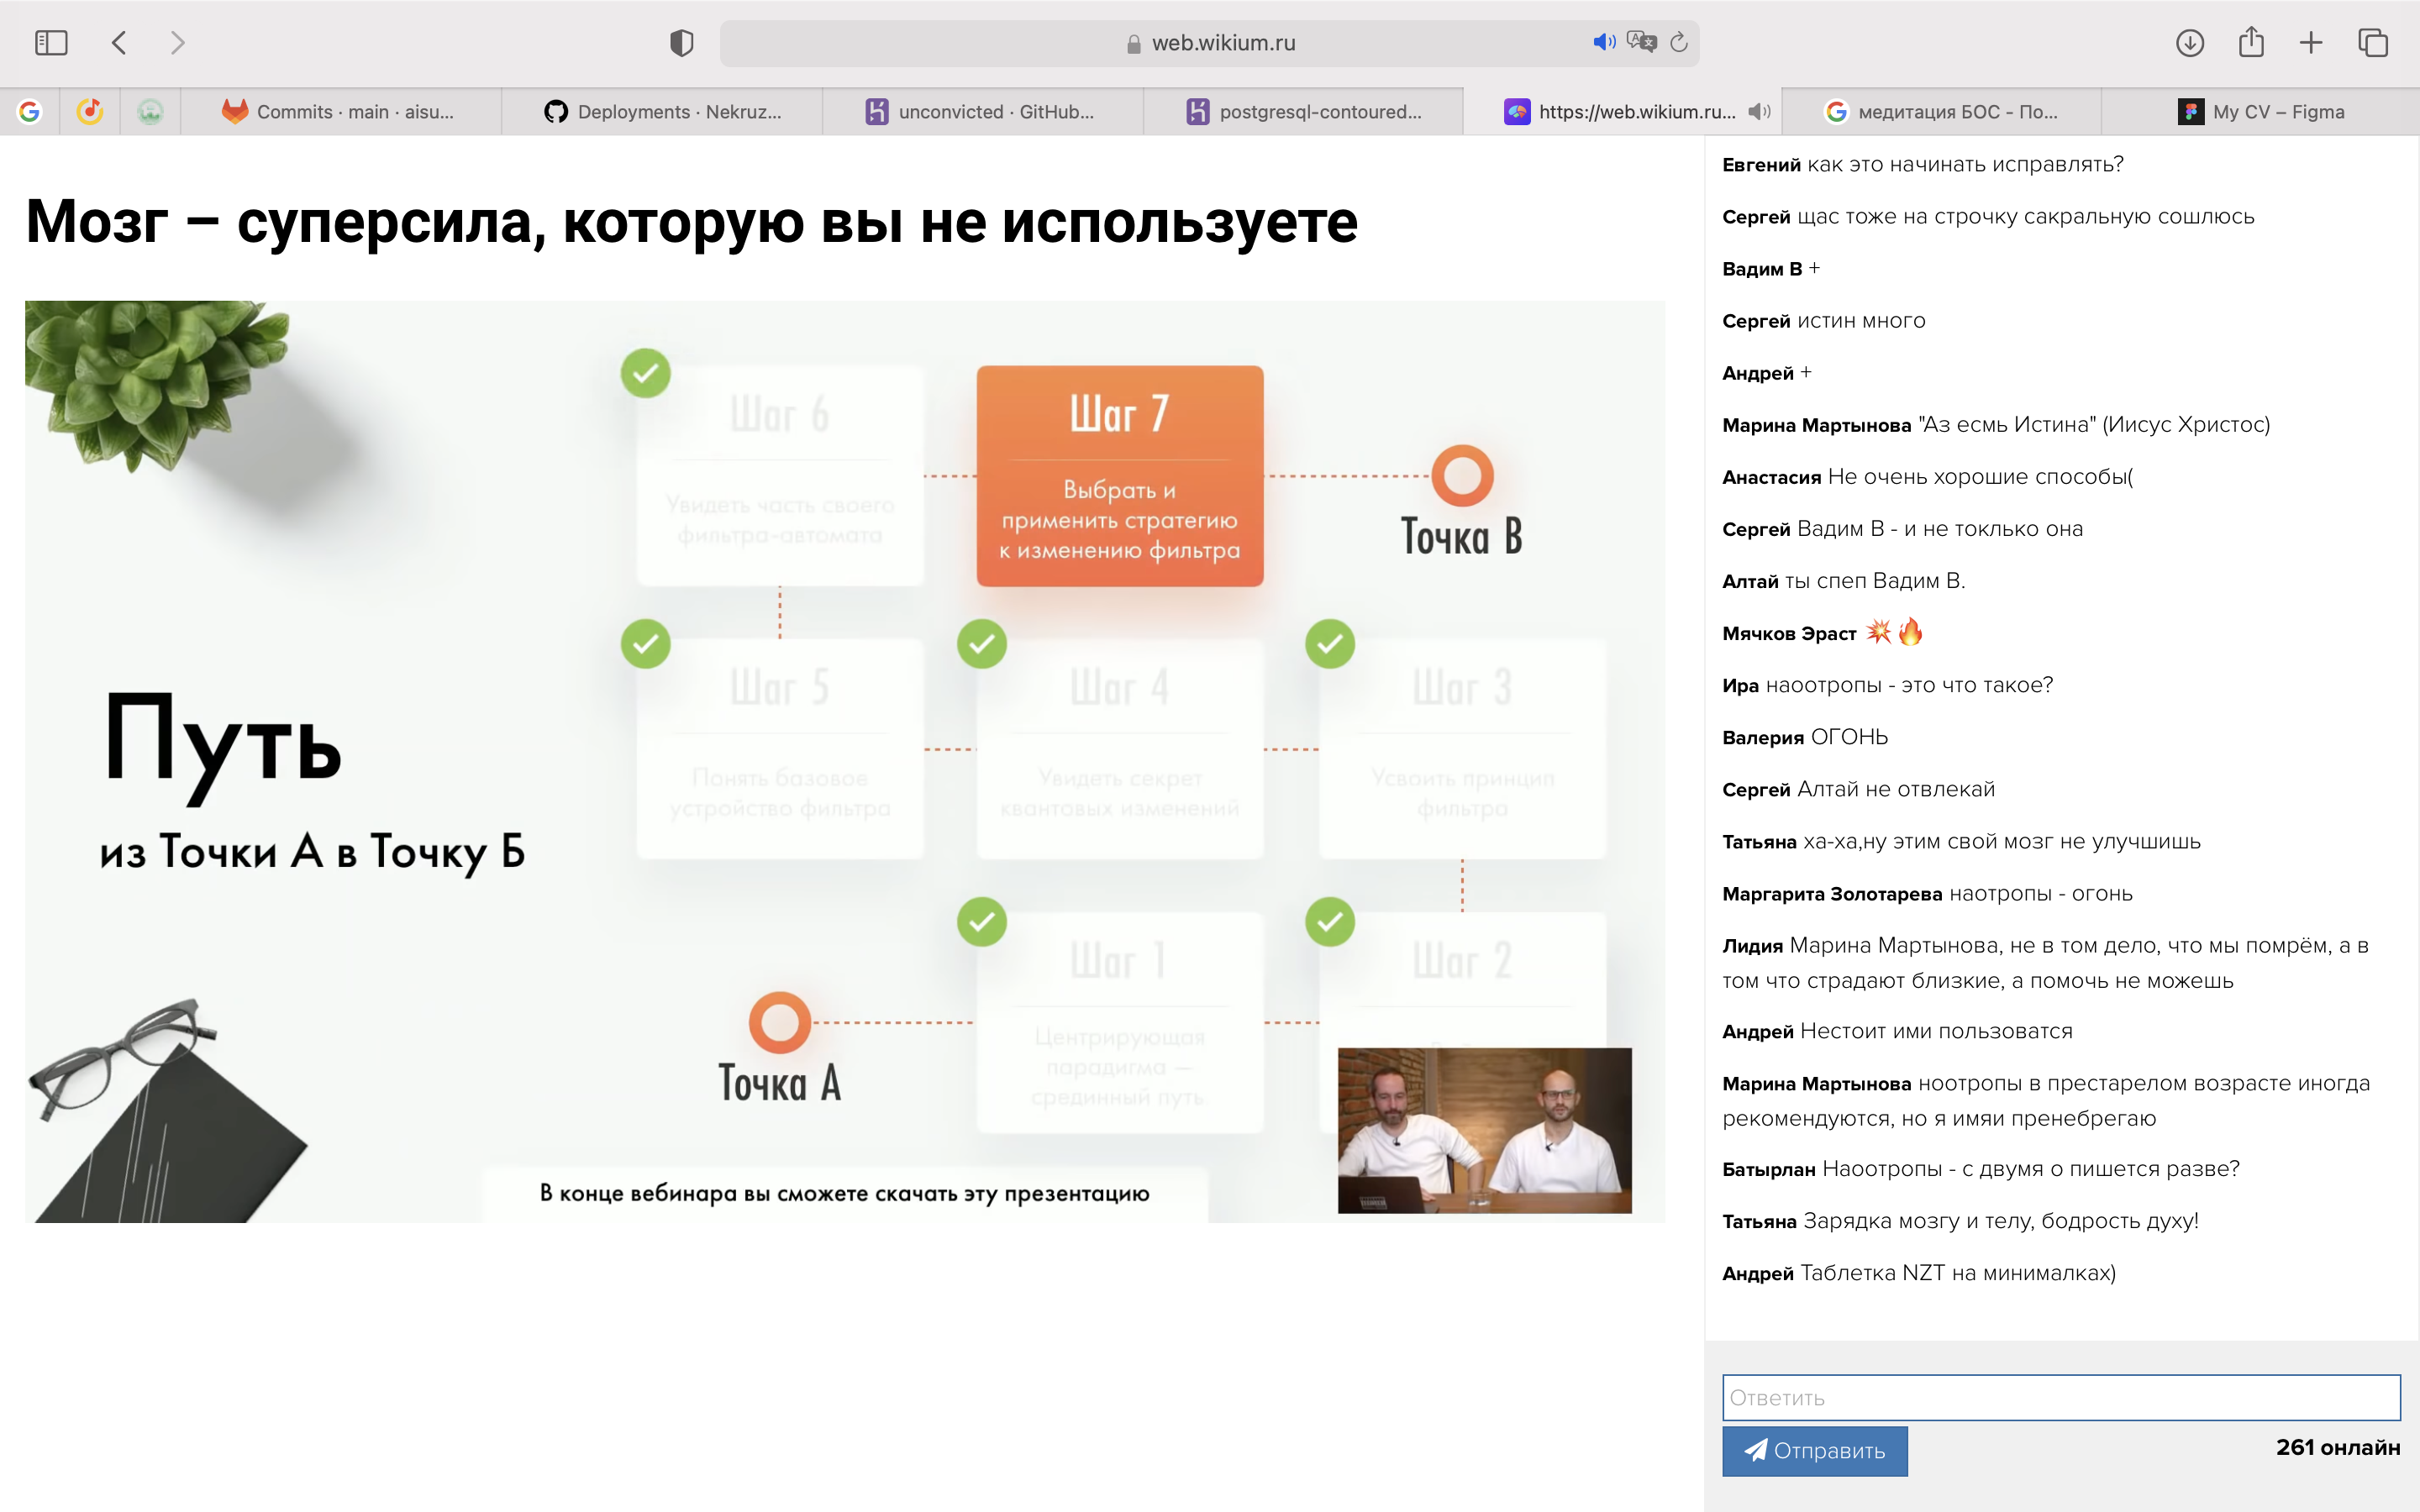 web.wikium.ru
Commits · main · aisu...
Deployments · Nekruz...
unconvicted · GitHub...
postgresql-contoured...
https://web.wikium.ru...
медитация БОС - По...
My CV – Figma
Мозг – суперсила, которую вы не используете
Шаг 6
Увидеть часть своего
фильтра-автомата
Шаг 7
Выбрать и
применить стратегию
к изменению фильтра
Точка B
Путь
из Точки А в Точку Б
Шаг 5
Понять базовое
устройство фильтра
Шаг 4
Увидеть секрет
квантовых изменений
Шаг 3
Усвоить принцип
фильтра
Точка A
Шаг 1
Центрирующая
парадигма —
срединный путь
Шаг 2
В конце вебинара вы сможете скачать эту презентацию
Евгений как это начинать исправлять?
Сергей щас тоже на строчку сакральную сошлюсь
Вадим В +
Сергей истин много
Андрей +
Марина Мартынова "Аз есмь Истина" (Иисус Христос)
Анастасия Не очень хорошие способы(
Сергей Вадим В - и не токлько она
Алтай ты спеп Вадим В.
Мячков Эраст 💥🔥
Ира наоотропы - это что такое?
Валерия ОГОНЬ
Сергей Алтай не отвлекай
Татьяна ха-ха,ну этим свой мозг не улучшишь
Маргарита Золотарева наотропы - огонь
Лидия Марина Мартынова, не в том дело, что мы помрём, а в
том что страдают близкие, а помочь не можешь
Андрей Нестоит ими пользоватся
Марина Мартынова ноотропы в престарелом возрасте иногда
рекомендуются, но я имяи пренебрегаю
Батырлан Наоотропы - с двумя о пишется разве?
Татьяна Зарядка мозгу и телу, бодрость духу!
Андрей Таблетка NZT на минималках)
Ответить
Отправить
261 онлайн